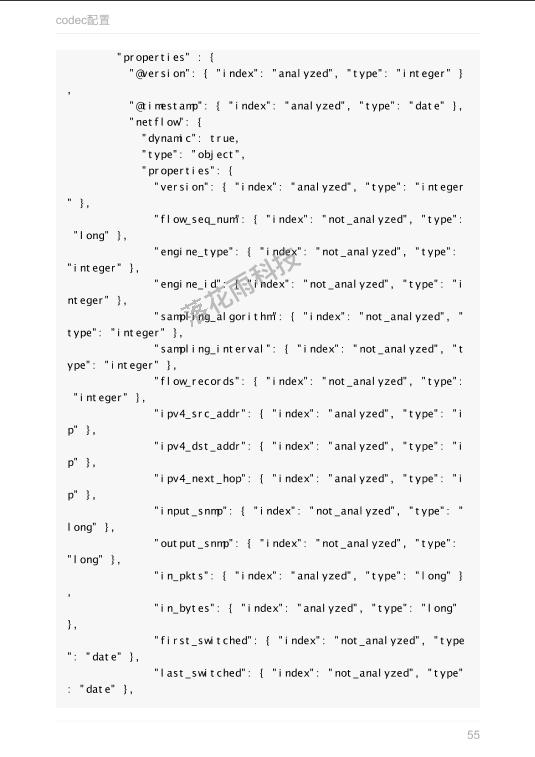 codec配置
"properties" : {
"@version": { "index": "analyzed", "type": "integer" }
,
"@timestamp": { "index": "analyzed", "type": "date" },
"netflow": {
"dynamic": true,
"type": "object",
"properties": {
"version": { "index": "analyzed", "type": "integer
" },
"flow_seq_num": { "index": "not_analyzed", "type":
"long" },
"engine_type": { "index": "not_analyzed", "type":
"integer" },
"engine_id": { "index": "not_analyzed", "type": "i
nteger" },
"sampling_algorithm": { "index": "not_analyzed", "
type": "integer" },
"sampling_interval": { "index": "not_analyzed", "t
ype": "integer" },
"flow_records": { "index": "not_analyzed", "type":
"integer" },
"ipv4_src_addr": { "index": "analyzed", "type": "i
p" },
"ipv4_dst_addr": { "index": "analyzed", "type": "i
p" },
"ipv4_next_hop": { "index": "analyzed", "type": "i
p" },
"input_snmp": { "index": "not_analyzed", "type": "
long" },
"output_snmp": { "index": "not_analyzed", "type":
"long" },
"in_pkts": { "index": "analyzed", "type": "long" }
,
"in_bytes": { "index": "analyzed", "type": "long"
},
"first_switched": { "index": "not_analyzed", "type
": "date" },
"last_switched": { "index": "not_analyzed", "type"
: "date" },
落花雨科技
55